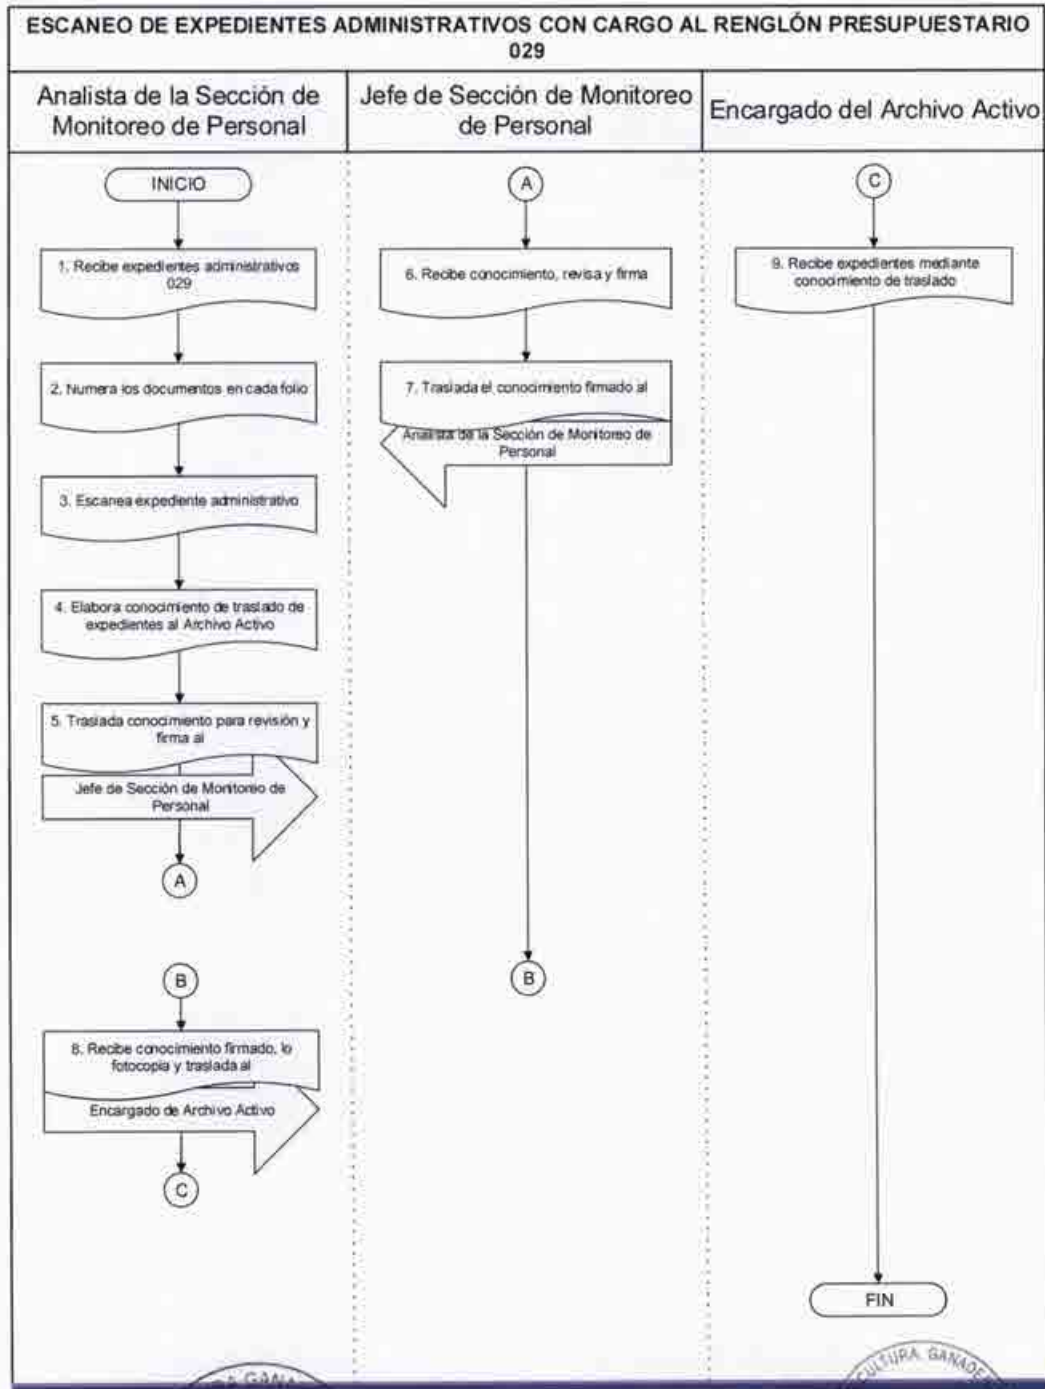 ESCANEO DE EXPEDIENTES ADMINISTRATIVOS CON CARGO AL RENGLÓN PRESUPUESTARIO
029
Analista de la Sección de
Monitoreo de Personal
Jefe de Sección de Monitoreo
de Personal
Encargado del Archivo Activo
INICIO
1. Recibe expedientes administrativos
029
2. Numera los documentos en cada folio
3. Escanea expediente administrativo
4. Elabora conocimiento de traslado de
expedientes al Archivo Activo
5. Traslada conocimiento para revisión y
firma al
Jefe de Sección de Monitoreo de
Personal
A
B
8. Recibe conocimiento firmado, lo
fotocopia y traslada al
Encargado de Archivo Activo
C
A
6. Recibe conocimiento, revisa y firma
7. Traslada el conocimiento firmado al
Analista de la Sección de Monitoreo de
Personal
B
C
9. Recibe expedientes mediante
conocimiento de traslado
FIN